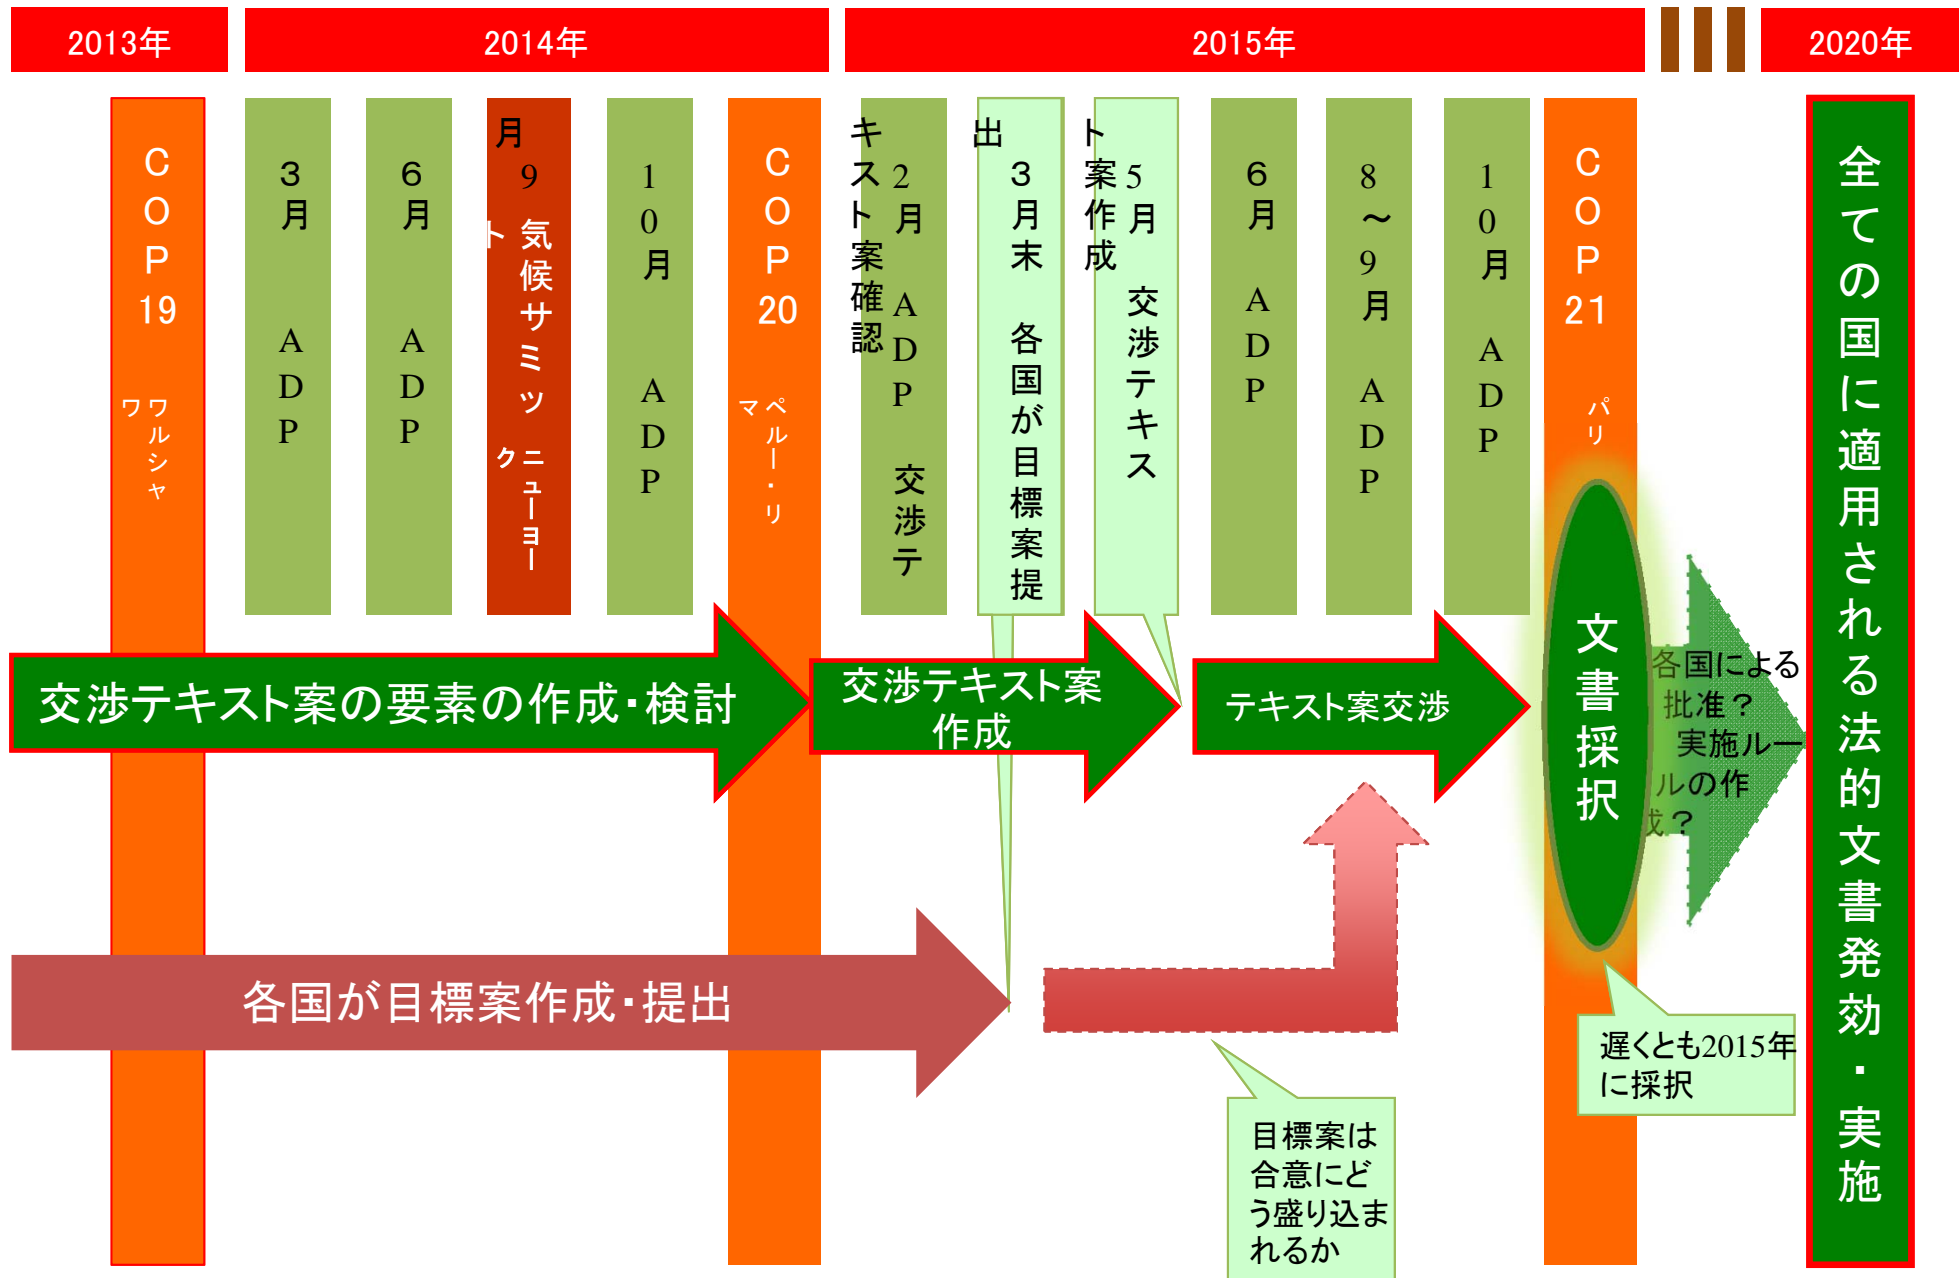 2013年
2014年
2015年
2020年
COP19
ワルシャ
ワ
3月 ADP
6月 ADP
9
月
気候サミッ
ト
ニューヨー
ク
10月 ADP
COP20
ペルー・リ
マ
2月 ADP 交渉テ
キスト案確認
3月末 各国が目標案提
出
5月 交渉テキス
ト案作成
6月 ADP
8~9月 ADP
10月 ADP
COP21
パリ
全ての国に適用される法的文書発効・実施
交渉テキスト案の要素の作成・検討
交渉テキスト案
作成
テキスト案交渉
文書採択
各国による
批准？
実施ルー
ルの作
成？
各国が目標案作成・提出
遅くとも2015年
に採択
目標案は
合意にど
う盛り込ま
れるか